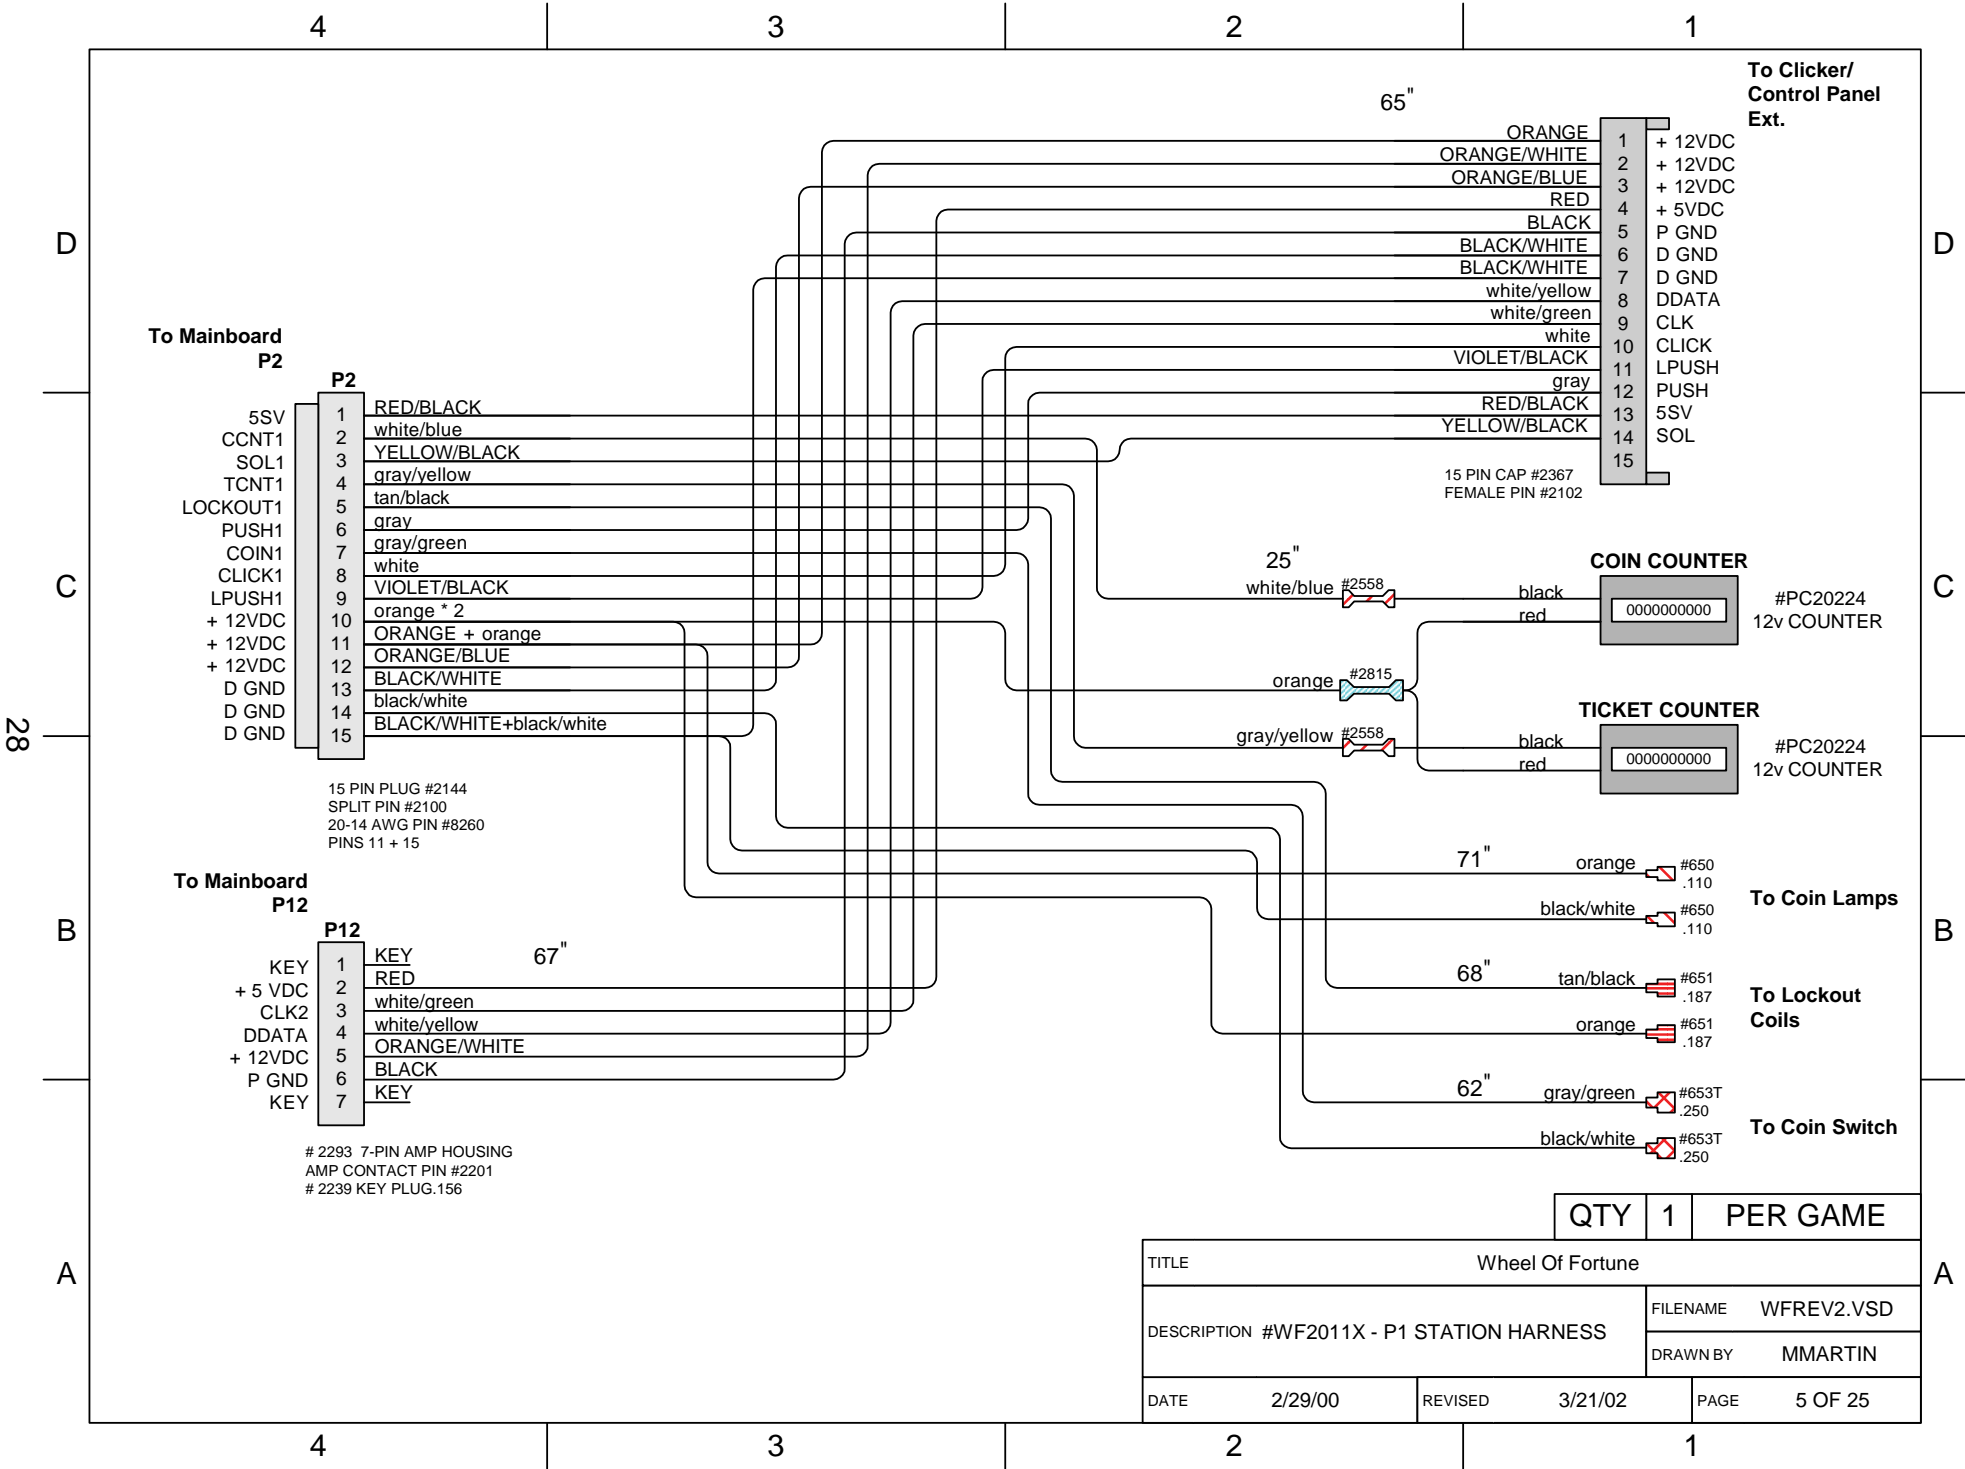 4 3 2 1
To Clicker/
Control Panel
Ext.
65"
ORANGE 1 + 12VDC
ORANGE/WHITE 2 + 12VDC
ORANGE/BLUE 3 + 12VDC
RED 4 + 5VDC
BLACK 5 P GND
BLACK/WHITE 6 D GND
BLACK/WHITE 7 D GND
white/yellow 8 DDATA
white/green 9 CLK
white 10 CLICK
VIOLET/BLACK 11 LPUSH
gray 12 PUSH
RED/BLACK 13 5SV
YELLOW/BLACK 14 SOL
15
15 PIN CAP #2367
FEMALE PIN #2102
D D
To Mainboard
P2
P2
5SV 1 RED/BLACK
CCNT1 2 white/blue
SOL1 3 YELLOW/BLACK
TCNT1 4 gray/yellow
LOCKOUT1 5 tan/black
PUSH1 6 gray
COIN1 7 gray/green
CLICK1 8 white
LPUSH1 9 VIOLET/BLACK
+ 12VDC 10 orange * 2
+ 12VDC 11 ORANGE + orange
+ 12VDC 12 ORANGE/BLUE
D GND 13 BLACK/WHITE
D GND 14 black/white
D GND 15 BLACK/WHITE+black/white
15 PIN PLUG #2144
SPLIT PIN #2100
20-14 AWG PIN #8260
PINS 11 + 15
C C
28
25"
white/blue #2558 black
red
COIN COUNTER
0000000000
#PC20224
12v COUNTER
orange #2815
TICKET COUNTER
gray/yellow #2558 black
red
0000000000
#PC20224
12v COUNTER
To Mainboard
P12
P12
67"
KEY 1 KEY
+ 5 VDC 2 RED
CLK2 3 white/green
DDATA 4 white/yellow
+ 12VDC 5 ORANGE/WHITE
P GND 6 BLACK
KEY 7 KEY
# 2293 7-PIN AMP HOUSING
AMP CONTACT PIN #2201
# 2239 KEY PLUG.156
B B
71"
orange #650
.110
black/white #650
.110
To Coin Lamps
68"
tan/black #651
.187
orange #651
.187
To Lockout
Coils
62"
gray/green #653T
.250
black/white #653T
.250
To Coin Switch
A A
QTY 1 PER GAME
TITLE Wheel Of Fortune
DESCRIPTION #WF2011X - P1 STATION HARNESS
FILENAME WFREV2.VSD
DRAWN BY MMARTIN
DATE 2/29/00 REVISED 3/21/02 PAGE 5 OF 25
4 3 2 1